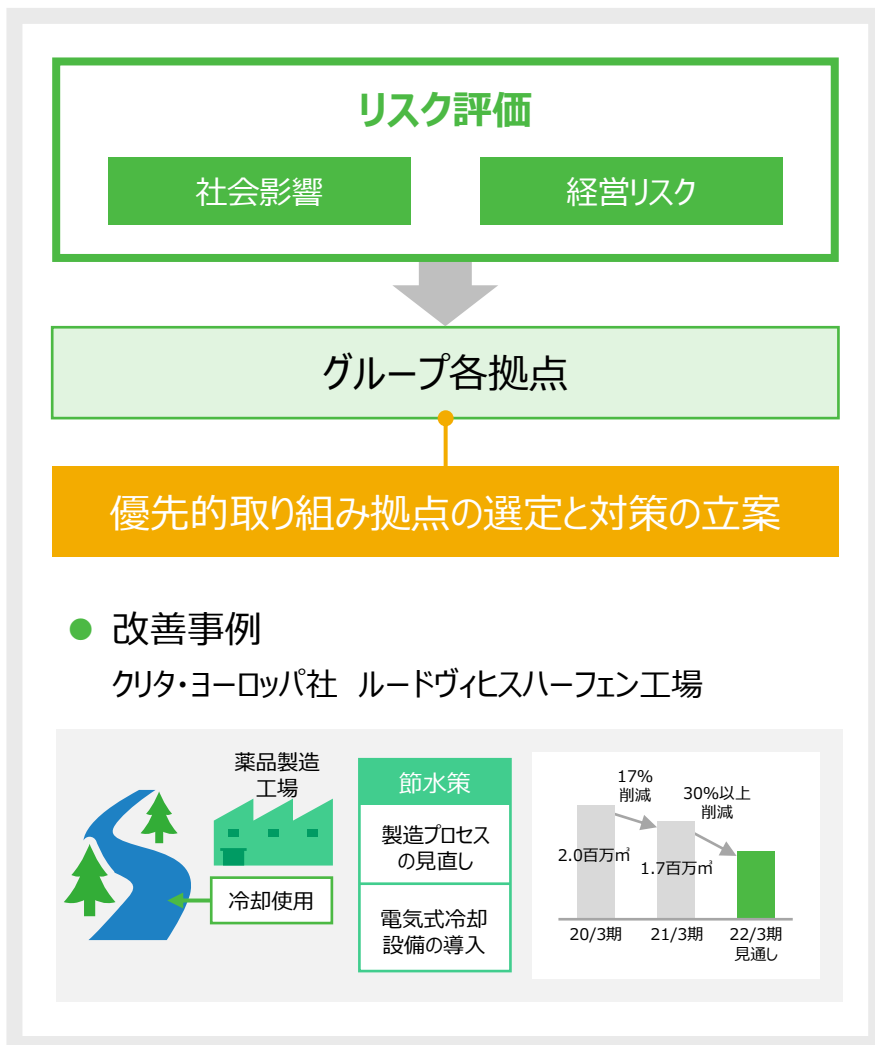 リスク評価
社会影響
経営リスク
グループ各拠点
優先的取り組み拠点の選定と対策の立案
● 改善事例
クリタ・ヨーロッパ社　ルードヴィヒスハーフェン工場
薬品製造
工場
冷却使用
節水策
製造プロセス
の見直し
電気式冷却
設備の導入
17%
削減
30%以上
削減
2.0百万㎥
1.7百万㎥
20/3期
21/3期
22/3期
見通し